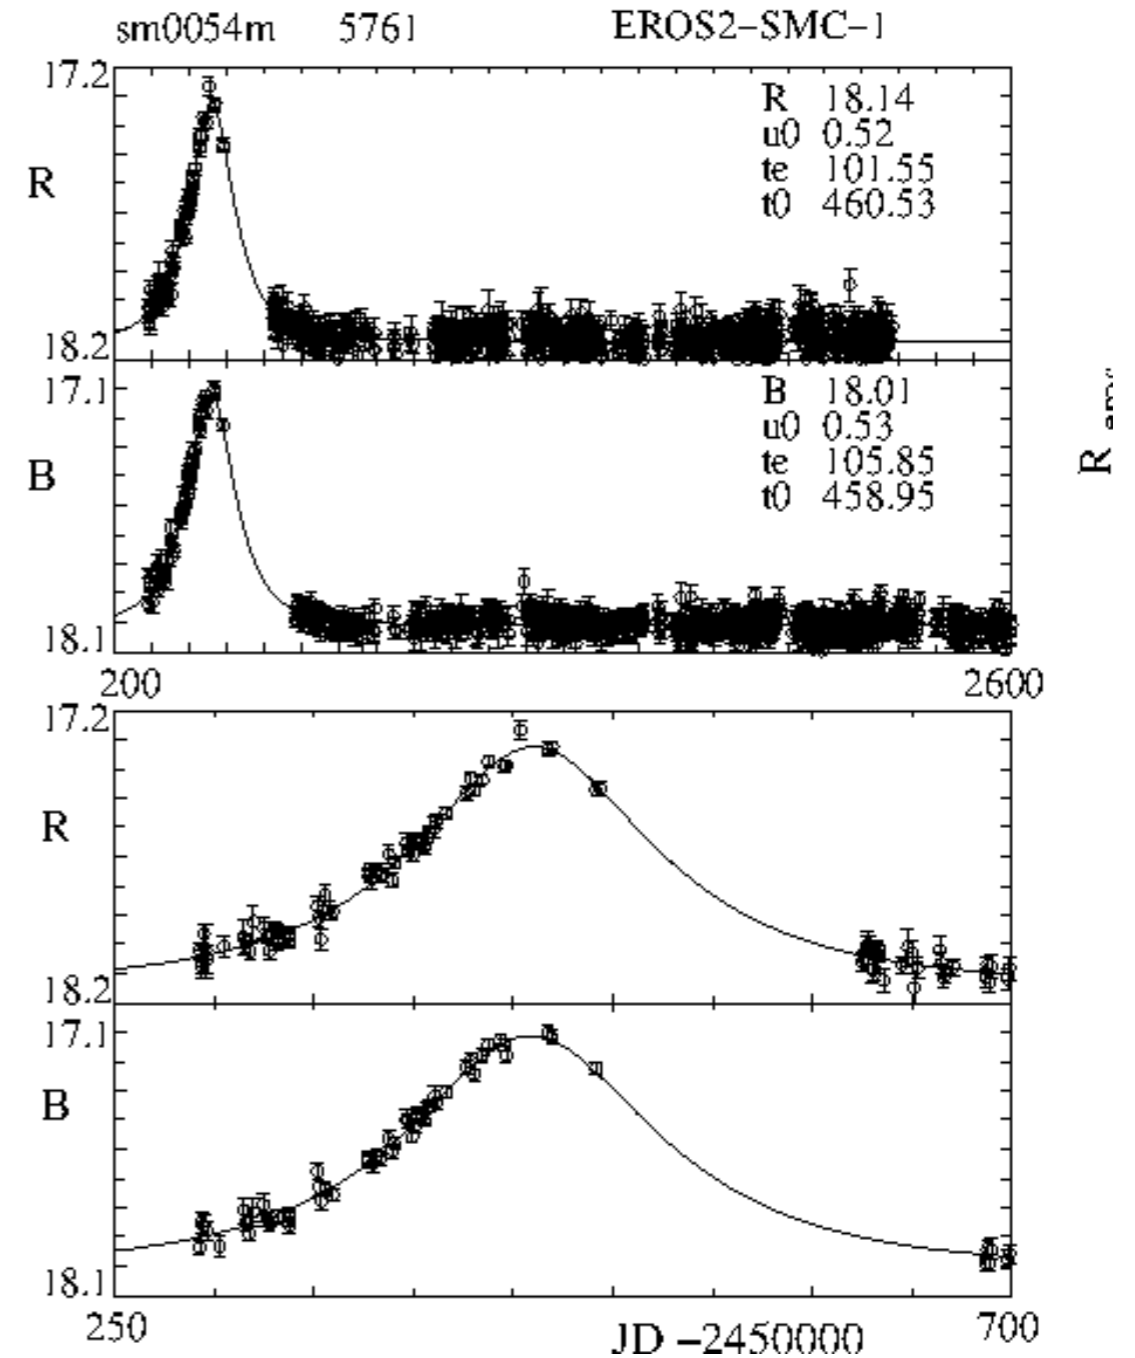 sm0054m 5761 EROS2-SMC-1
17.2
R 18.14
u0 0.52
te 101.55
t0 460.53
R
18.2
17.1
B 18.01
u0 0.53
te 105.85
t0 458.95
B
18.1
200 2600
17.2
R
18.2
17.1
B
18.1
250 JD -2450000 700
R